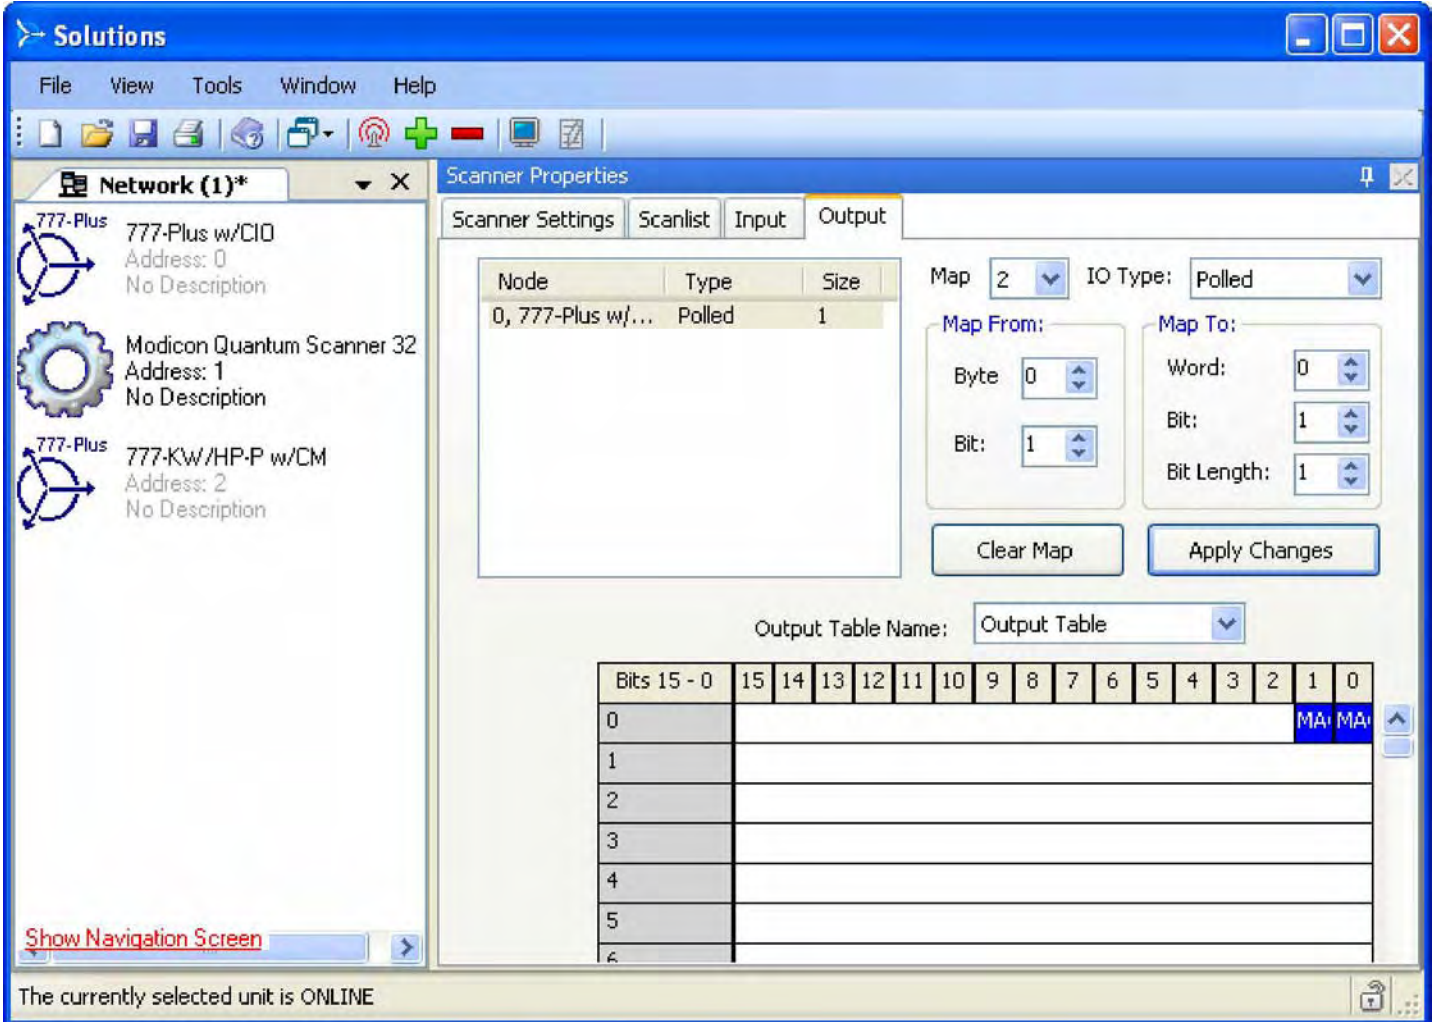 Solutions
File View Tools Window Help
Network (1)*
777-Plus
777-Plus w/CIO
Address: 0
No Description
Modicon Quantum Scanner 32
Address: 1
No Description
777-Plus
777-KW/HP-P w/CM
Address: 2
No Description
Show Navigation Screen
Scanner Properties
Scanner Settings Scanlist Input Output
Node Type Size
0, 777-Plus w/... Polled 1
Map 2 IO Type: Polled
Map From:
Byte 0
Bit: 1
Map To:
Word: 0
Bit: 1
Bit Length: 1
Clear Map Apply Changes
Output Table Name: Output Table
Bits 15 - 0 15 14 13 12 11 10 9 8 7 6 5 4 3 2 1 0
0
1
2
3
4
5
6
The currently selected unit is ONLINE